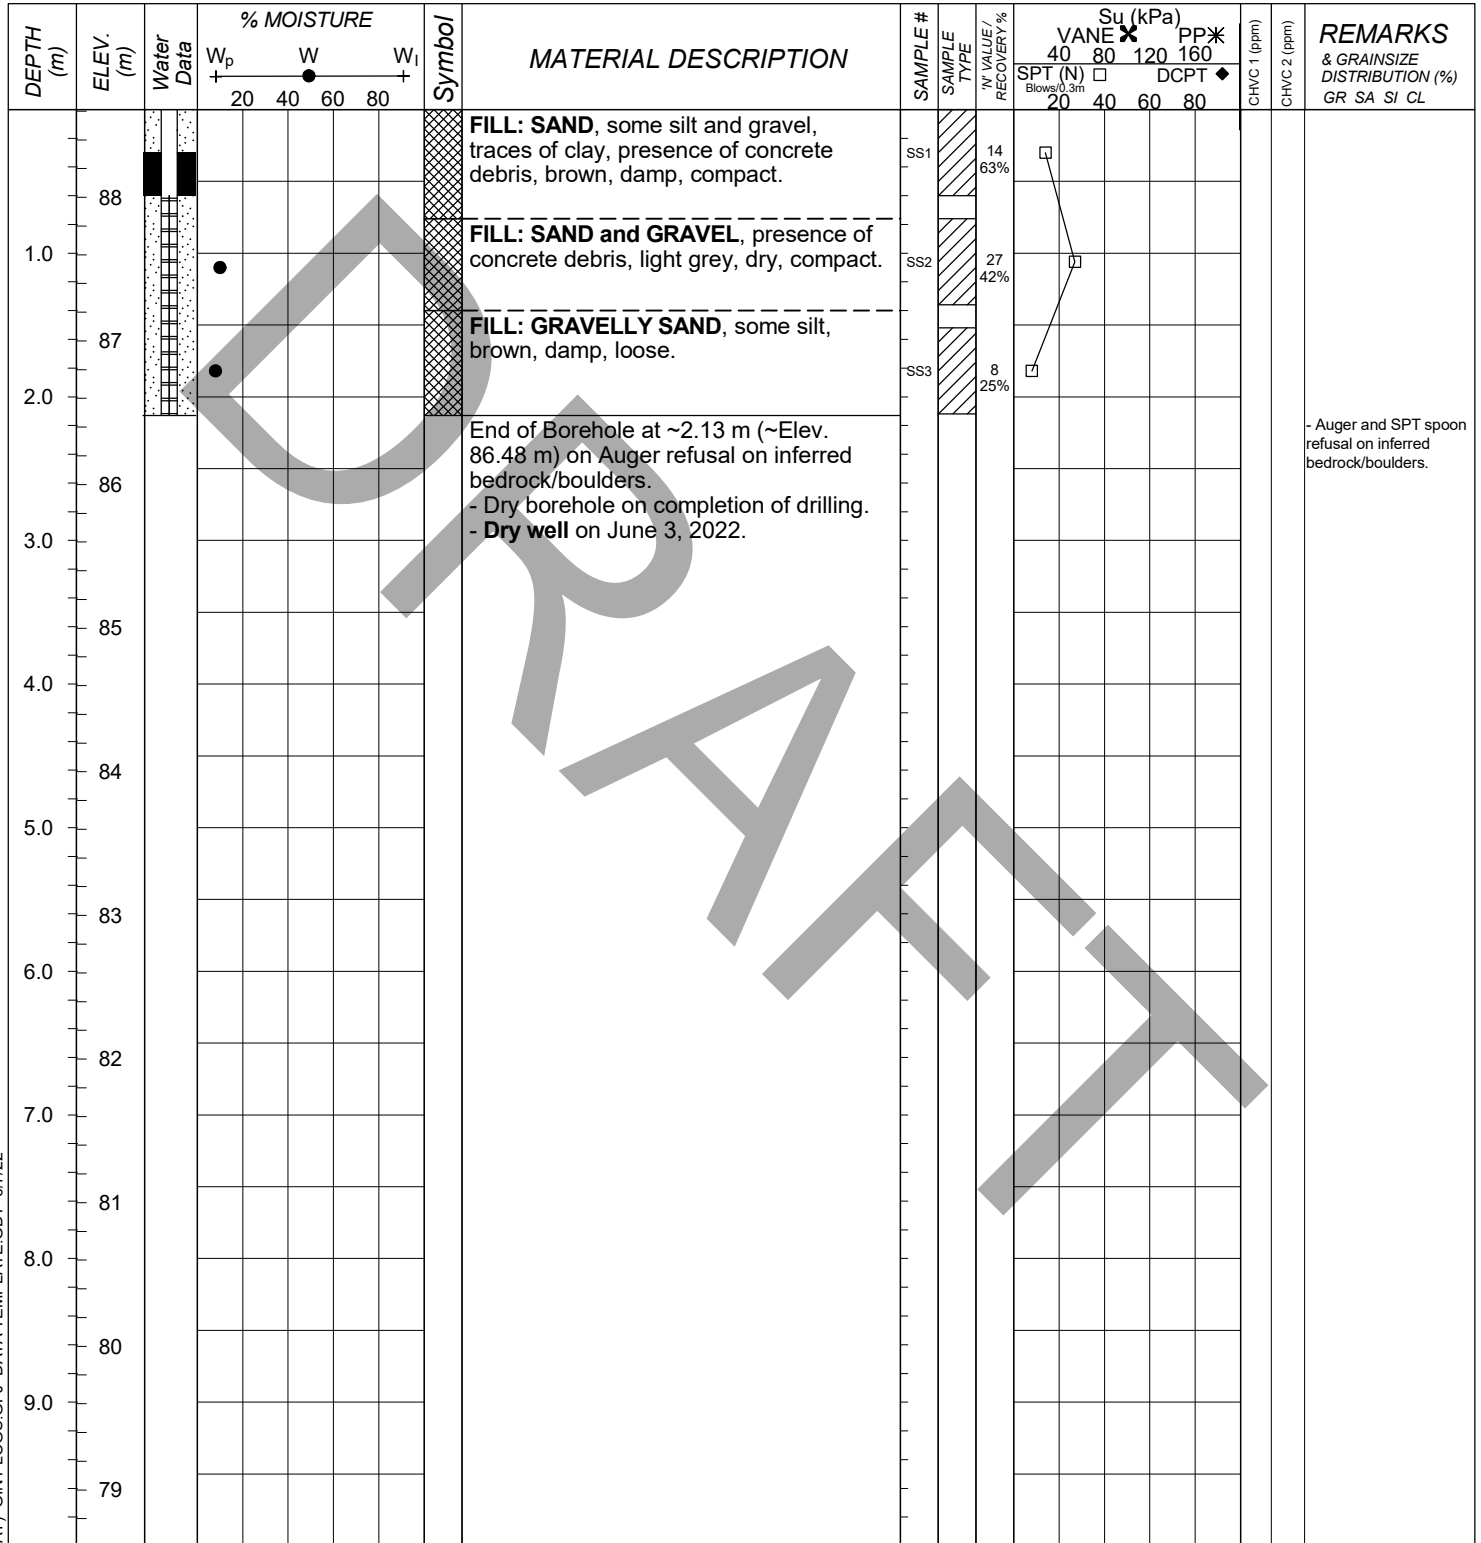 DEPTH
(m)
ELEV.
(m)
Water
Data
% MOISTURE
Wp W Wl
20 40 60 80
Symbol
MATERIAL DESCRIPTION
SAMPLE #
SAMPLE
TYPE
'N' VALUE /
RECOVERY %
Su (kPa)
VANE PP
40 80 120 160
SPT (N) DCPT
Blows/0.3m
20 40 60 80
CHVC 1 (ppm)
CHVC 2 (ppm)
REMARKS
& GRAINSIZE
DISTRIBUTION (%)
GR SA SI CL
FILL: SAND, some silt and gravel,
traces of clay, presence of concrete
debris, brown, damp, compact.
SS1
14
63%
88
FILL: SAND and GRAVEL, presence of
concrete debris, light grey, dry, compact.
1.0
SS2
27
42%
FILL: GRAVELLY SAND, some silt,
brown, damp, loose.
87
SS3
8
25%
2.0
End of Borehole at ~2.13 m (~Elev.
86.48 m) on Auger refusal on inferred
bedrock/boulders.
- Dry borehole on completion of drilling.
- Dry well on June 3, 2022.
- Auger and SPT spoon
refusal on inferred
bedrock/boulders.
86
3.0
85
4.0
84
5.0
83
6.0
82
7.0
81
8.0
80
9.0
79
DRAFT